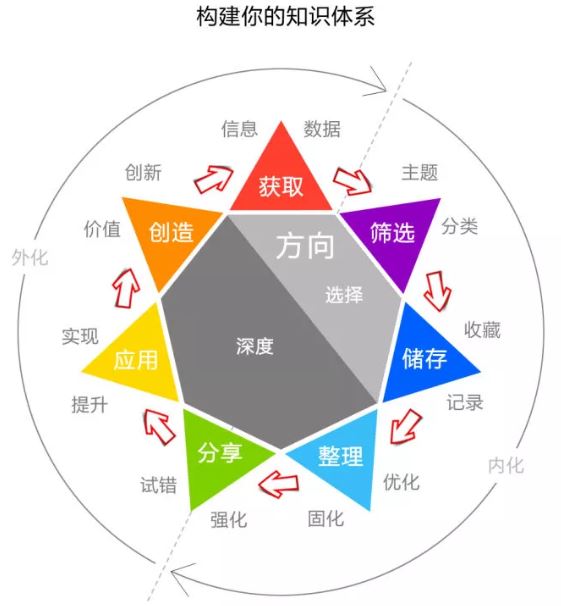 构建你的知识体系
信息
数据
获取
创新
主题
价值
创造
筛选
分类
方向
外化
选择
实现
深度
收藏
应用
储存
提升
记录
分享
整理
内化
试错
优化
强化
固化